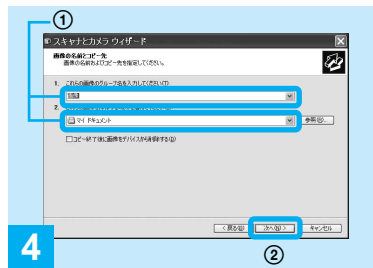 ①
スキャナとカメラ ウィザード
画像の名前とコピー先
画像の名前およびコピー先を指定してください。
1. これらの画像のグループ名を入力してください(T):
2.
マイ ドキュメント
参照(R)...
コピー終了後に画像をデバイスから削除する(D)
< 戻る(B)
次へ(N) >
キャンセル
4
②